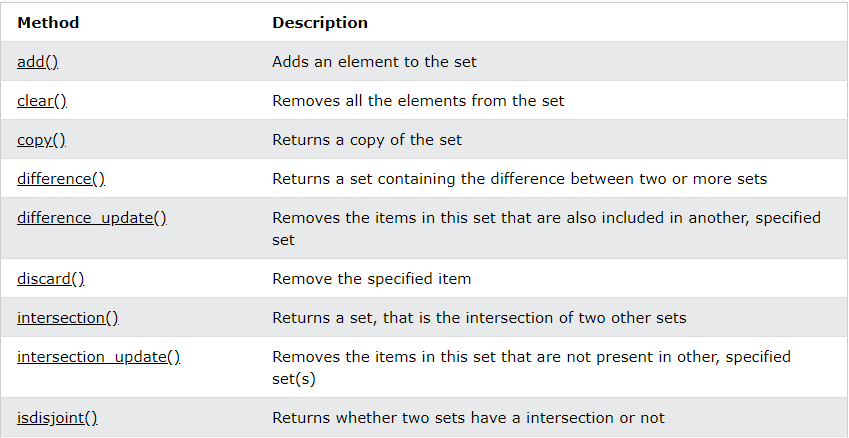 Method Description
add() Adds an element to the set
clear() Removes all the elements from the set
copy() Returns a copy of the set
difference() Returns a set containing the difference between two or more sets
difference_update() Removes the items in this set that are also included in another, specified
set
discard() Remove the specified item
intersection() Returns a set, that is the intersection of two other sets
intersection_update() Removes the items in this set that are not present in other, specified
set(s)
isdisjoint() Returns whether two sets have a intersection or not